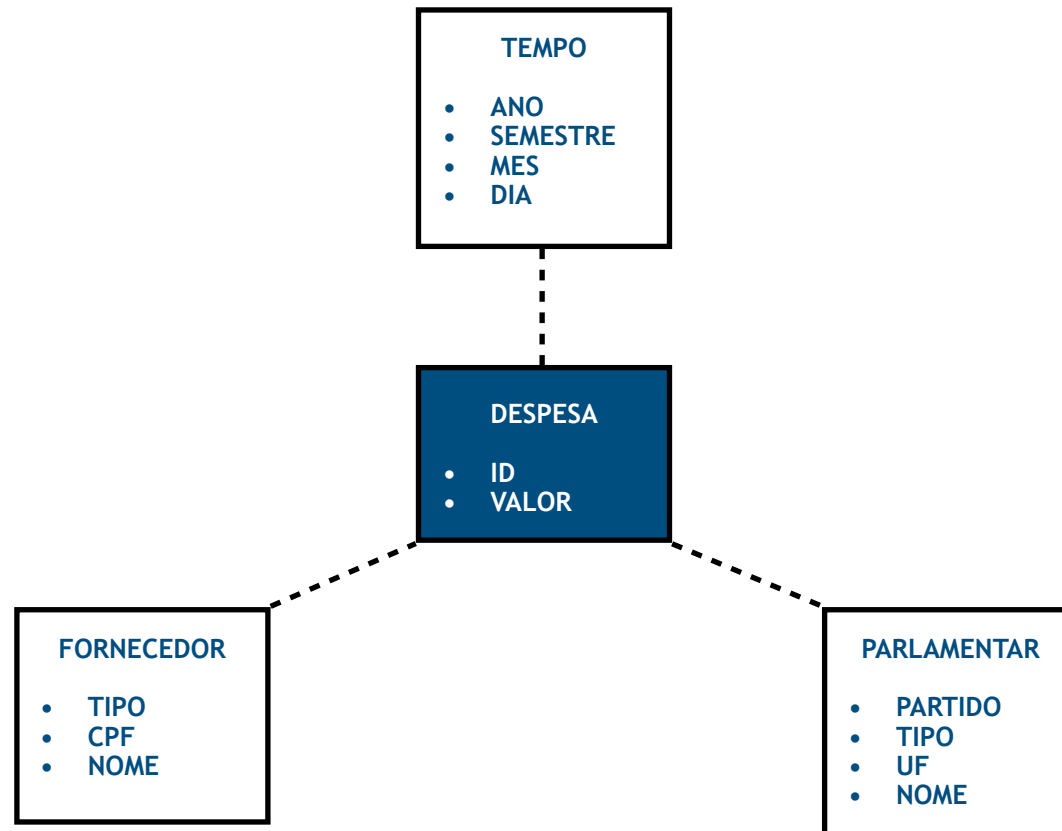 TEMPO
• ANO
• SEMESTRE
• MES
• DIA
DESPESA
• ID
• VALOR
FORNECEDOR
• TIPO
• CPF
• NOME
PARLAMENTAR
• PARTIDO
• TIPO
• UF
• NOME